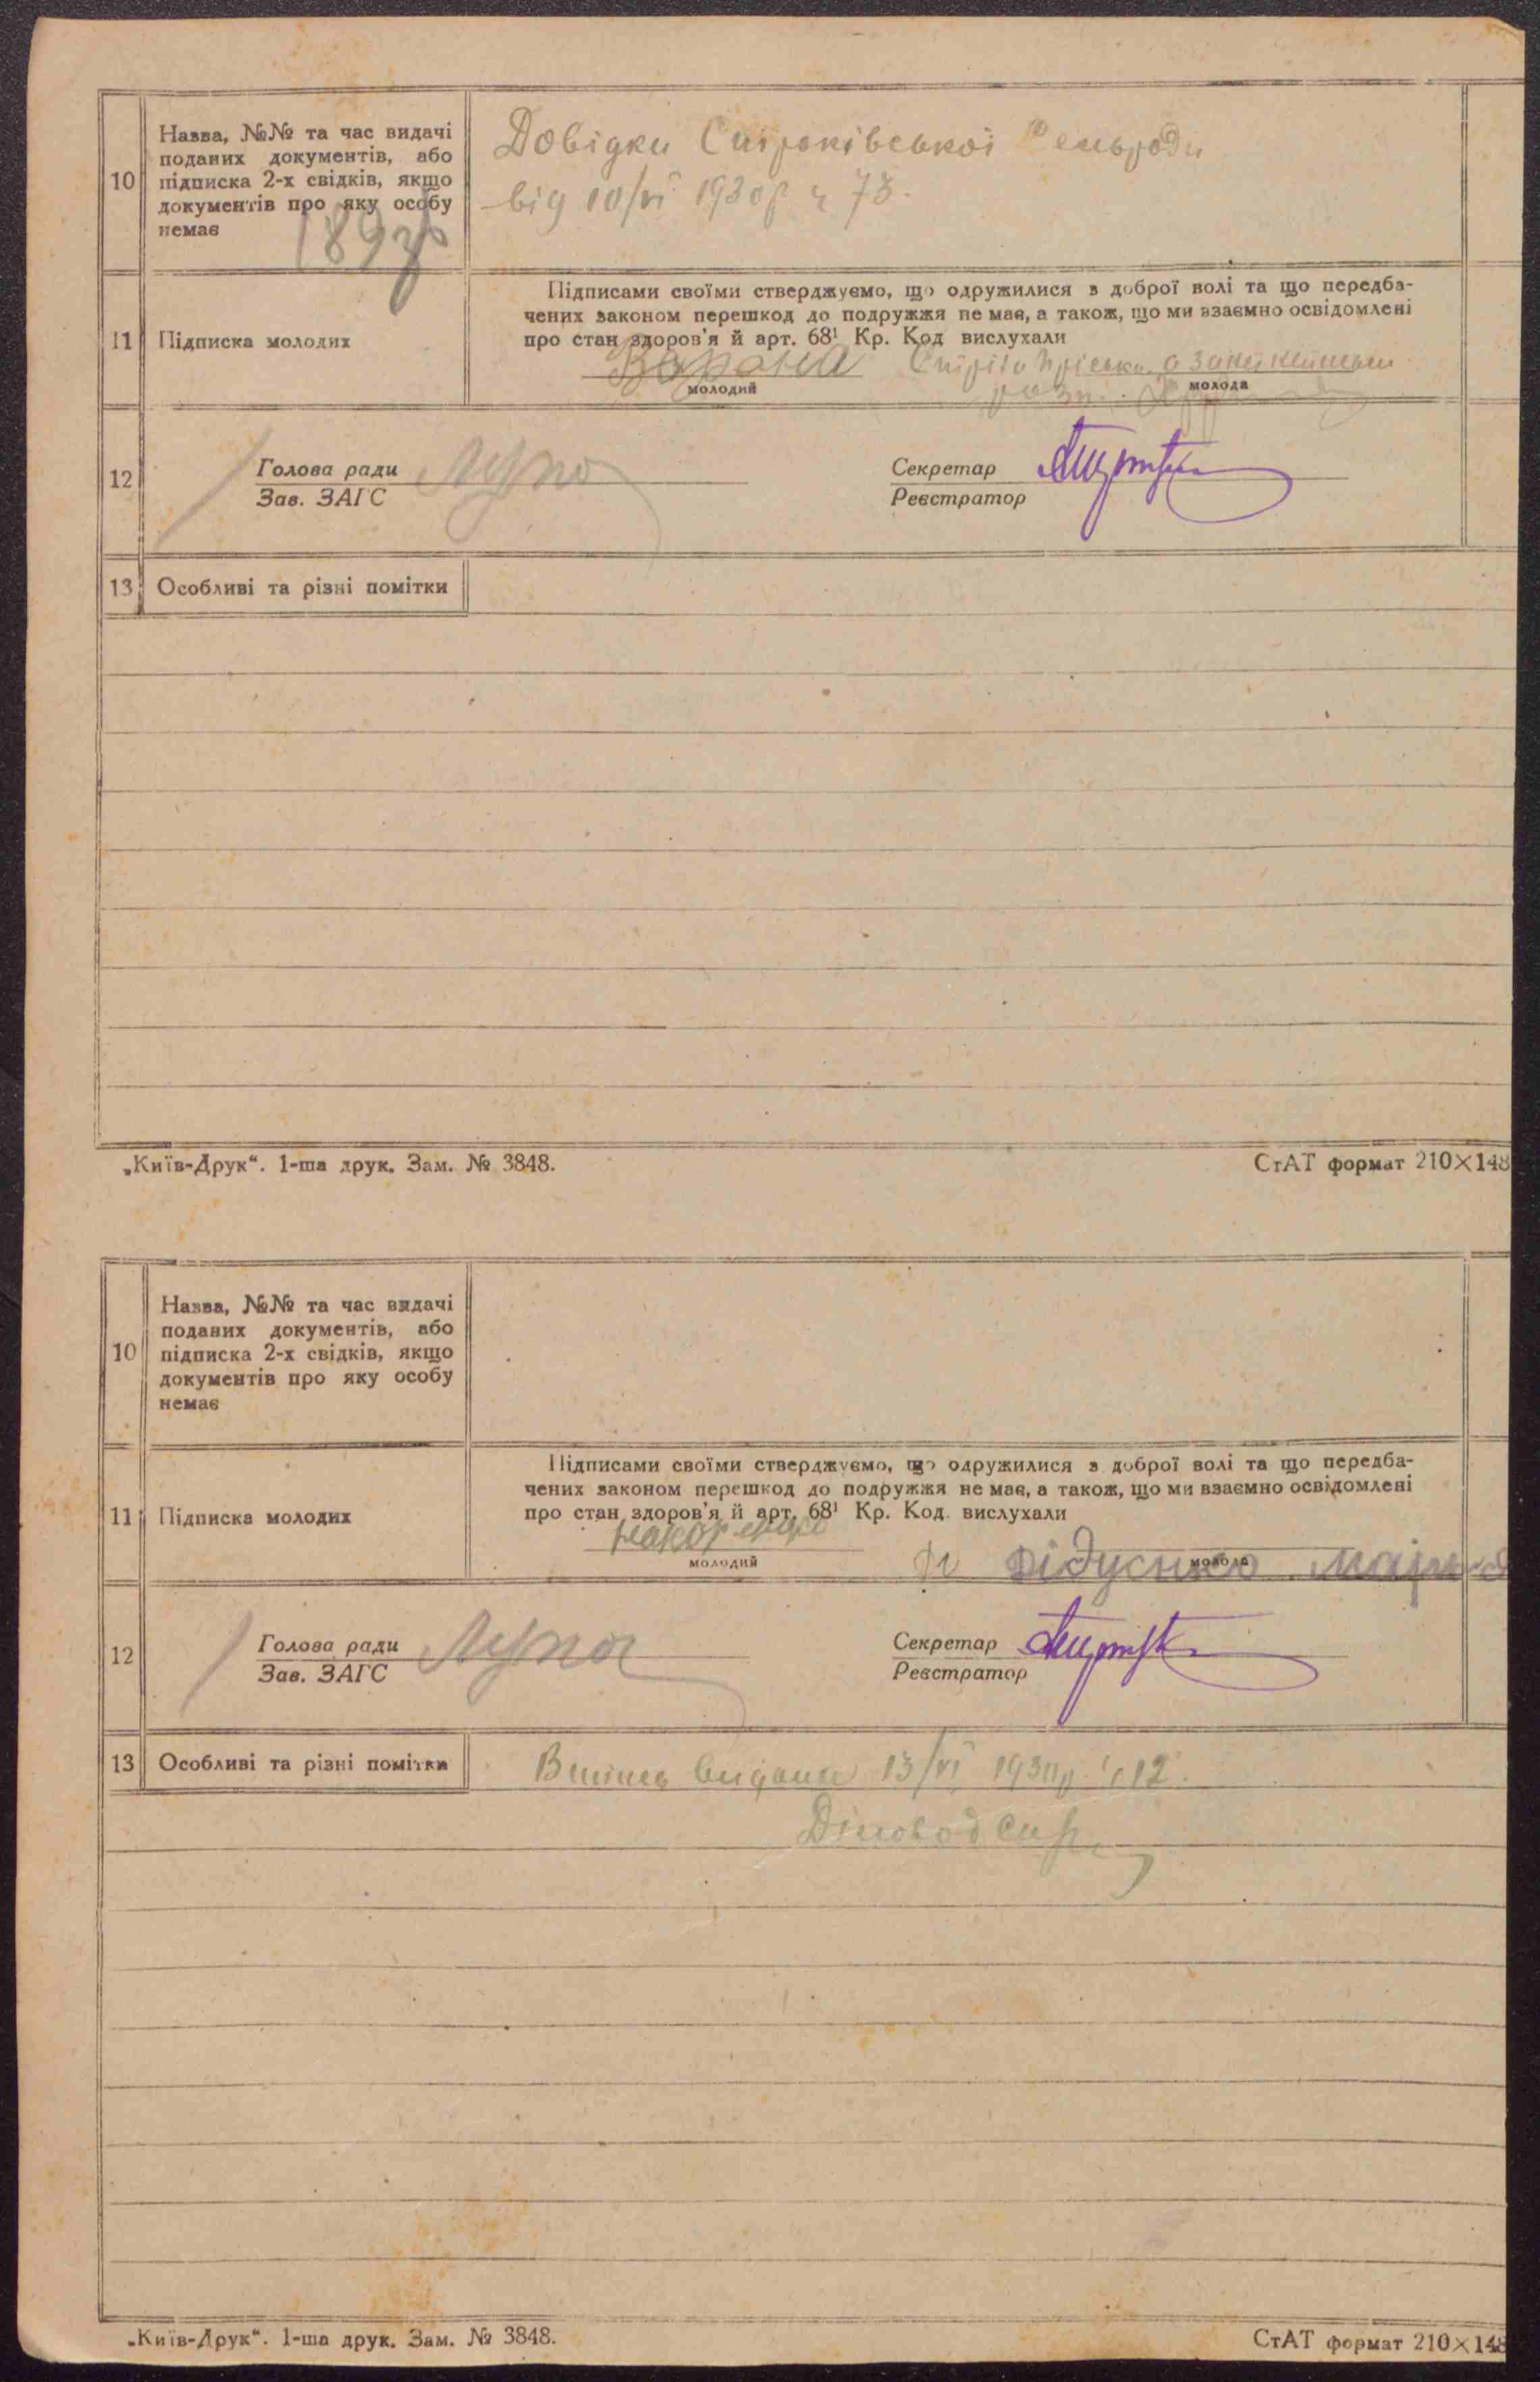 10
Назва, №№ та час видачі
поданих документів, або
підписка 2-х свідків, якщо
документів про яку особу
немає
189
Довідки
від 10/VI 1930 р ч 73.
11
Підписка молодих
Підписами своїми стверджуємо, що одружилися з доброї волі та що передба-
чених законом перешкод до подружжя не має, а також, що ми взаємно освідомлені
про стан здоров'я й арт. 68¹ Кр. Код вислухали
молодий
молода
12
Голова ради
Зав. ЗАГС
Секретар
Реєстратор
13
Особливі та різні помітки
„Київ-Друк“. 1-ша друк. Зам. № 3848.
СтАТ формат 210×148
10
Назва, №№ та час видачі
поданих документів, або
підписка 2-х свідків, якщо
документів про яку особу
немає
11
Підписка молодих
Підписами своїми стверджуємо, що одружилися з доброї волі та що передба-
чених законом перешкод до подружжя не має, а також, що ми взаємно освідомлені
про стан здоров'я й арт. 68¹ Кр. Код. вислухали
молодий
молода
12
Голова ради
Зав. ЗАГС
Секретар
Реєстратор
13
Особливі та різні помітки
видана 13/VI 1930р. ч 12.
Діловод
„Київ-Друк“. 1-ша друк. Зам. № 3848.
СтАТ формат 210×148